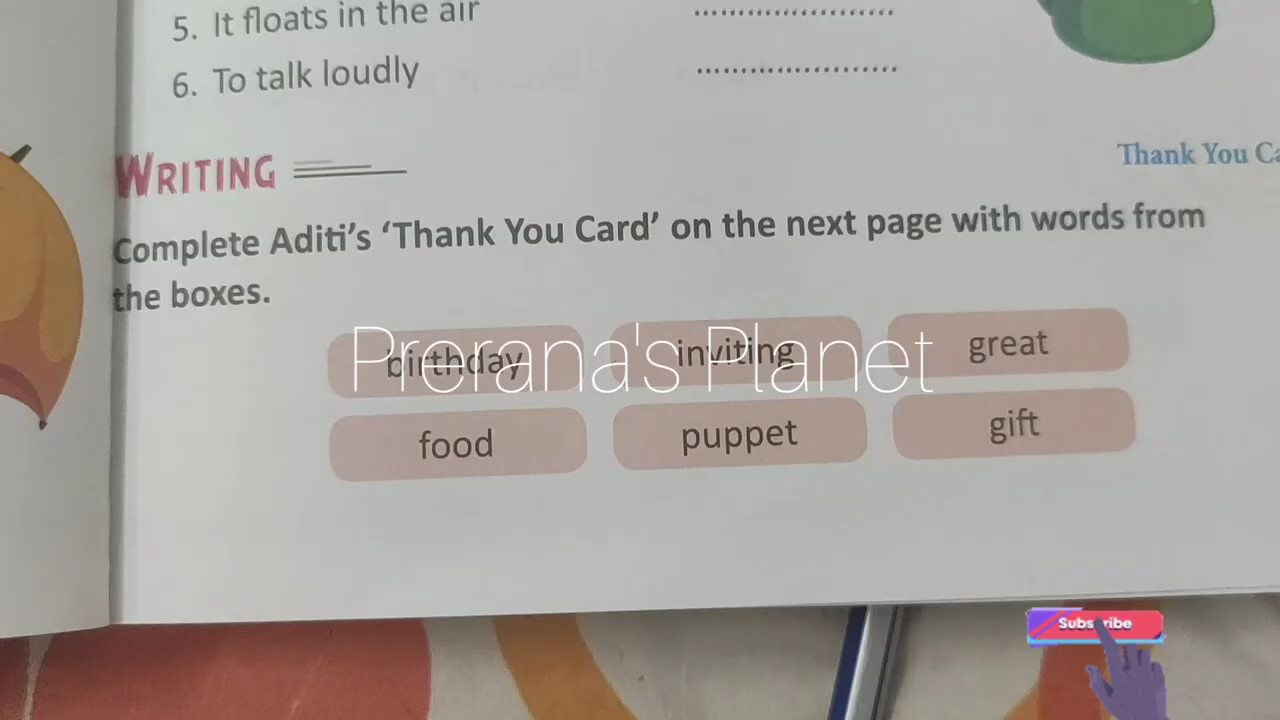 5. It floats in the air ........................
6. To talk loudly ........................
WRITING
Thank You Ca
Complete Aditi's 'Thank You Card' on the next page with words from
the boxes.
birthday inviting great
Prerana's Planet
food puppet gift
Subscribe